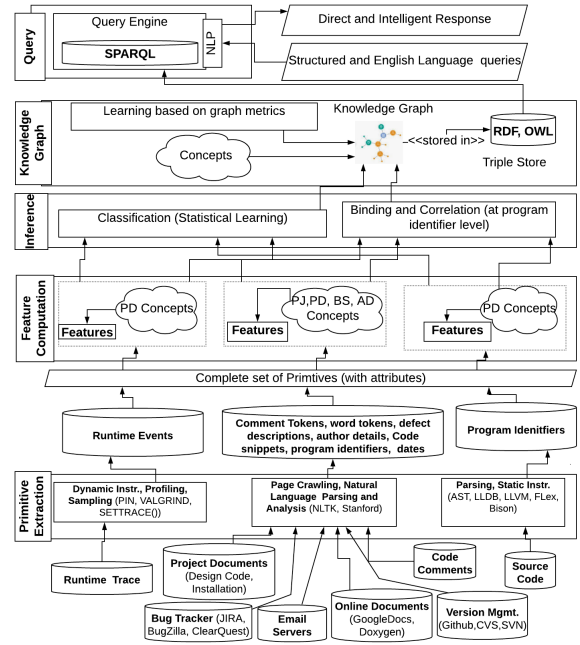 Query
Query Engine
SPARQL
NLP
Direct and Intelligent Response
Structured and English Language queries
Knowledge
Graph
Learning based on graph metrics
Concepts
Knowledge Graph
<<stored in>>
RDF, OWL
Triple Store
Inference
Classification (Statistical Learning)
Binding and Correlation (at program
identifier level)
Feature
Computation
PD Concepts
Features
PJ,PD, BS, AD
Concepts
Features
PD Concepts
Features
Complete set of Primtives (with attributes)
Runtime Events
Comment Tokens, word tokens, defect
descriptions, author details, Code
snippets, program identifiers, dates
Program Idenitfiers
Primitive
Extraction
Dynamic Instr., Profiling,
Sampling (PIN, VALGRIND,
SETTRACE())
Page Crawling, Natural
Language Parsing and
Analysis (NLTK, Stanford)
Parsing, Static Instr.
(AST, LLDB, LLVM, FLex,
Bison)
Runtime Trace
Project Documents
(Design Code,
Installation)
Code
Comments
Source
Code
Bug Tracker (JIRA,
BugZilla, ClearQuest)
Email
Servers
Online Documents
(GoogleDocs,
Doxygen)
Version Mgmt.
(Github,CVS,SVN)